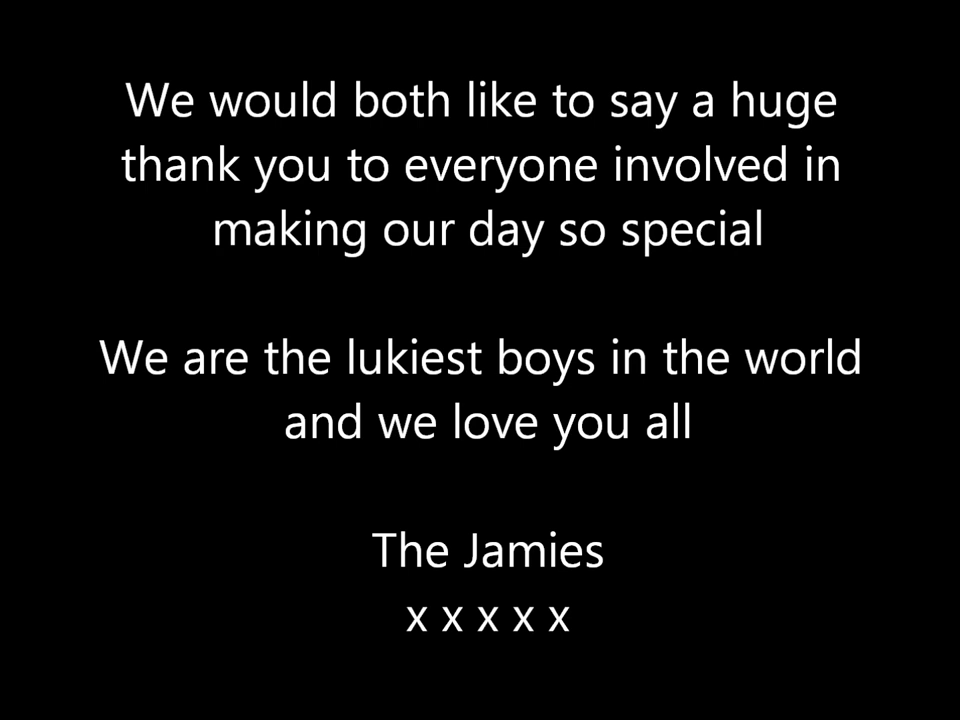 We would both like to say a huge
thank you to everyone involved in
making our day so special
We are the lukiest boys in the world
and we love you all
The Jamies
x x x x x